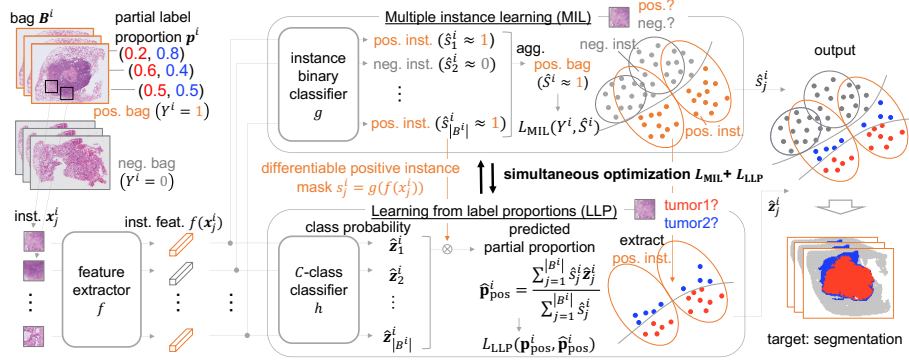 bag B^i
partial label
proportion p^i
(0.2, 0.8)
(0.6, 0.4)
(0.5, 0.5)
pos. bag (Y^i = 1)
neg. bag
(Y^i = 0)
inst. x_j^i
inst. feat. f(x_j^i)
feature
extractor
f
Multiple instance learning (MIL)
instance
binary
classifier
g
pos. inst. (ŝ_1^i ≈ 1)
neg. inst. (ŝ_2^i ≈ 0)
⋮
pos. inst. (ŝ_{|B^i|}^i ≈ 1)
agg.
pos. bag
(Ŝ^i ≈ 1)
L_MIL(Y^i, Ŝ^i)
pos.?
neg.?
neg. inst.
pos. inst.
differentiable positive instance
mask s_j^i = g(f(x_j^i))
simultaneous optimization L_MIL + L_LLP
Learning from label proportions (LLP)
class probability
C-class
classifier
h
ẑ_1^i
ẑ_2^i
⋮
ẑ_{|B^i|}^i
⊗
predicted
partial proportion
p̂_pos^i = ∑_{j=1}^{|B^i|} ŝ_j^i ẑ_j^i / ∑_{j=1}^{|B^i|} ŝ_j^i
L_LLP(p_pos^i, p̂_pos^i)
tumor1?
tumor2?
extract
pos. inst.
output
ŝ_j^i
ẑ_j^i
target: segmentation